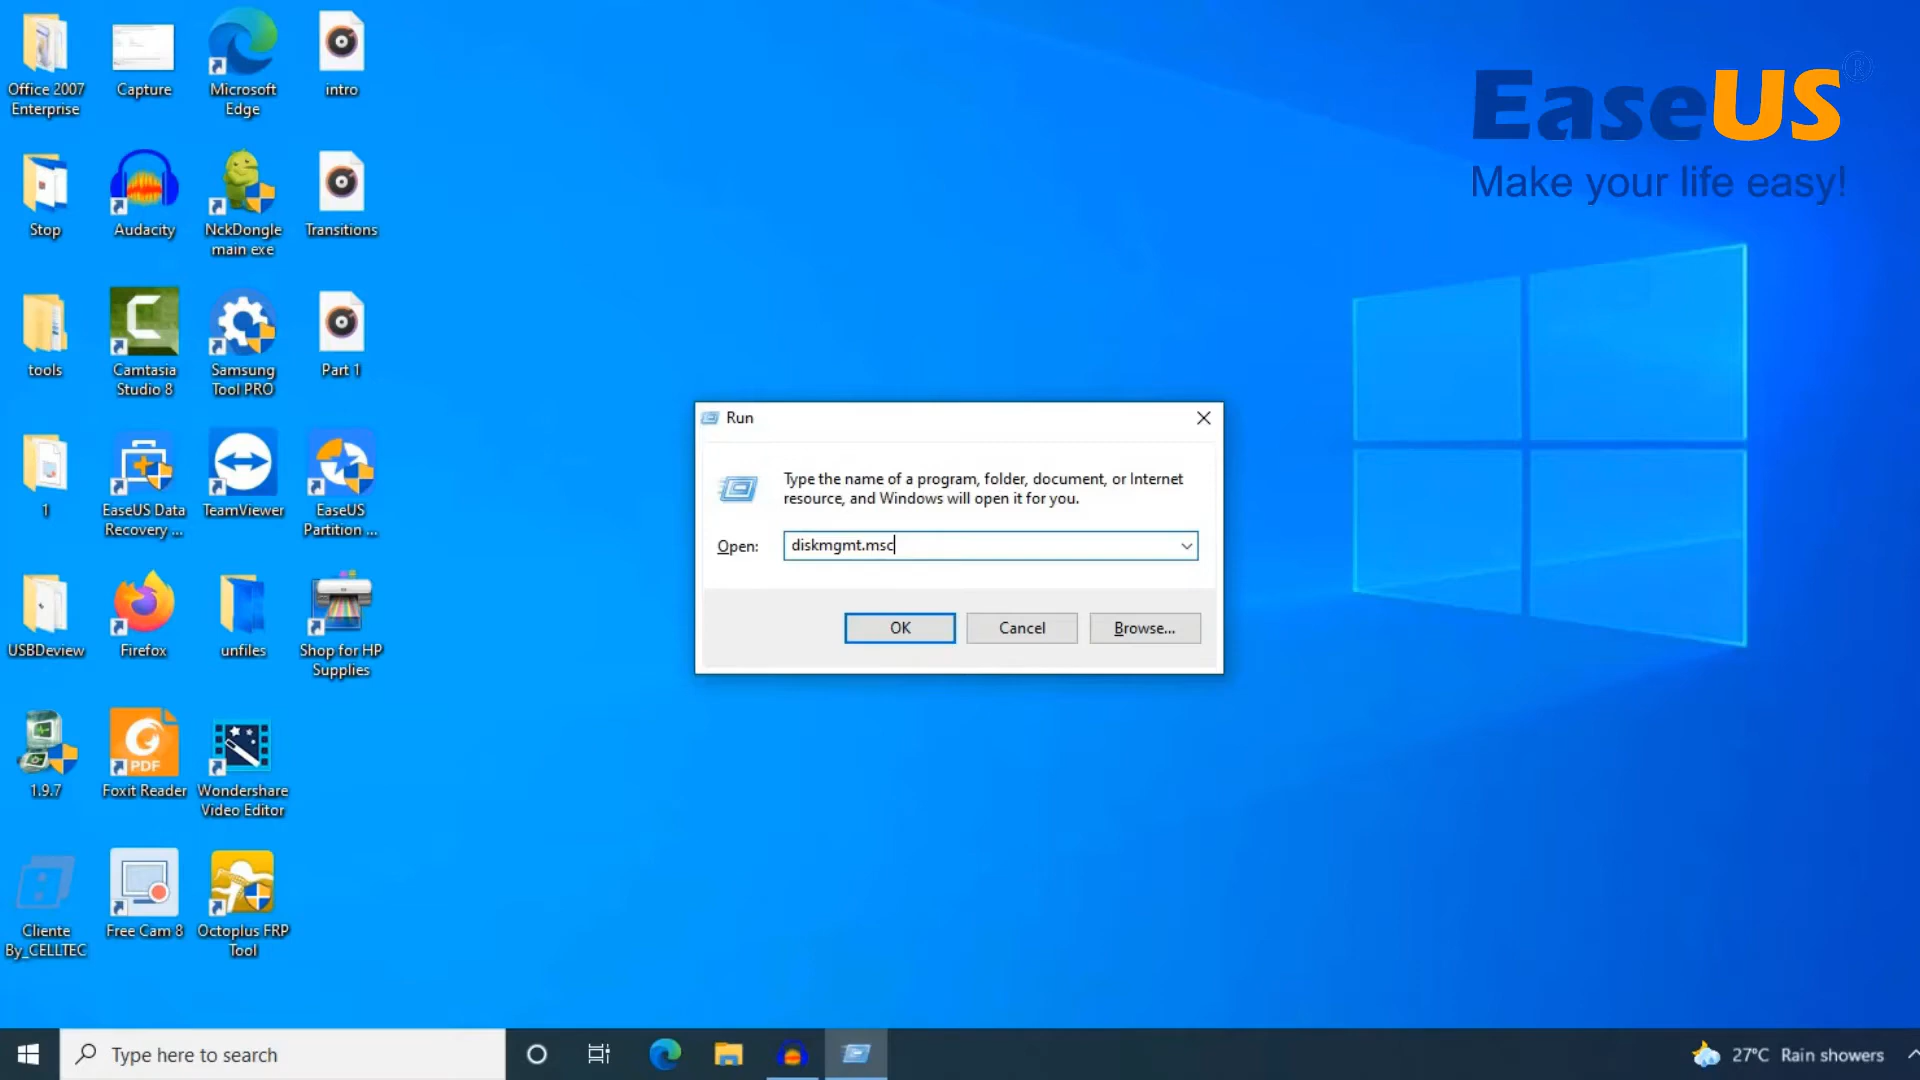 Office 2007
Enterprise
Capture
Microsoft
Edge
intro
Stop
Audacity
NckDongle
main exe
Transitions
tools
Camtasia
Studio 8
Samsung
Tool PRO
Part 1
1
EaseUS Data
Recovery ...
TeamViewer
EaseUS
Partition ...
USBDeview
Firefox
unfiles
Shop for HP
Supplies
1.9.7
PDF
Foxit Reader
Wondershare
Video Editor
Cliente
By_CELLTEC
Free Cam 8
Octoplus FRP
Tool
EaseUS®
Make your life easy!
Run
Type the name of a program, folder, document, or Internet
resource, and Windows will open it for you.
Open: diskmgmt.msc
OK Cancel Browse...
Type here to search
27°C Rain showers